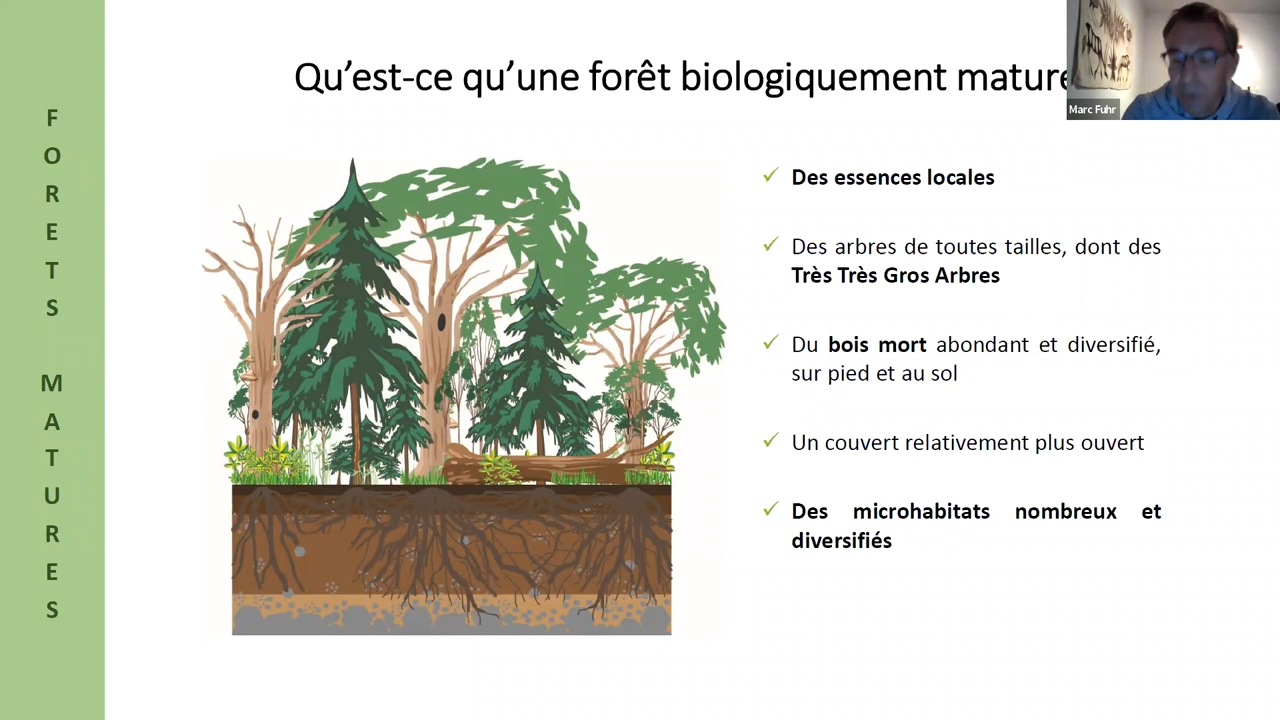 Qu’est-ce qu’une forêt biologiquement mature
Marc Fuhr
FORETS
MATURES
✓ Des essences locales
✓ Des arbres de toutes tailles, dont des
Très Très Gros Arbres
✓ Du bois mort abondant et diversifié,
sur pied et au sol
✓ Un couvert relativement plus ouvert
✓ Des microhabitats nombreux et
diversifiés